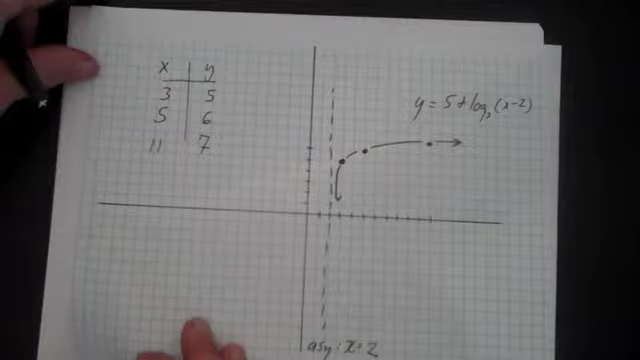 x y
3 5
5 6
11 7
y = 5 + log₃(x-2)
asy: x=2